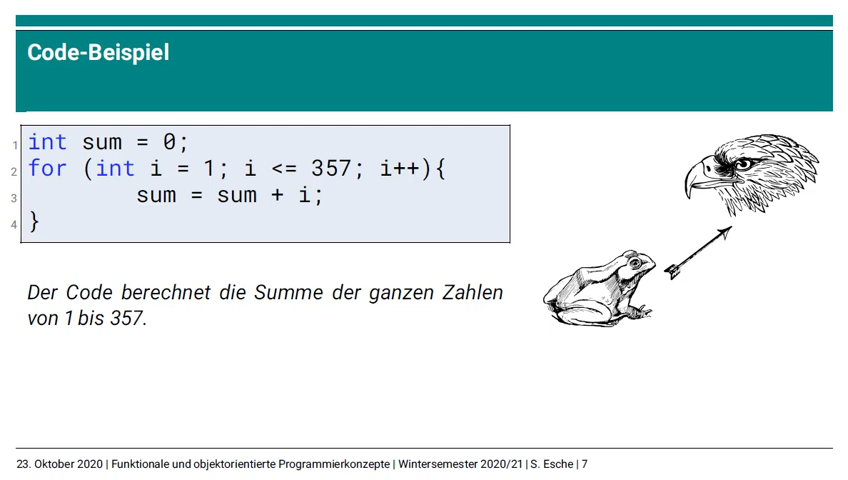 Code-Beispiel
1 int sum = 0;
2 for (int i = 1; i <= 357; i++){
3 sum = sum + i;
4 }
Der Code berechnet die Summe der ganzen Zahlen
von 1 bis 357.
23. Oktober 2020 | Funktionale und objektorientierte Programmierkonzepte | Wintersemester 2020/21 | S. Esche | 7